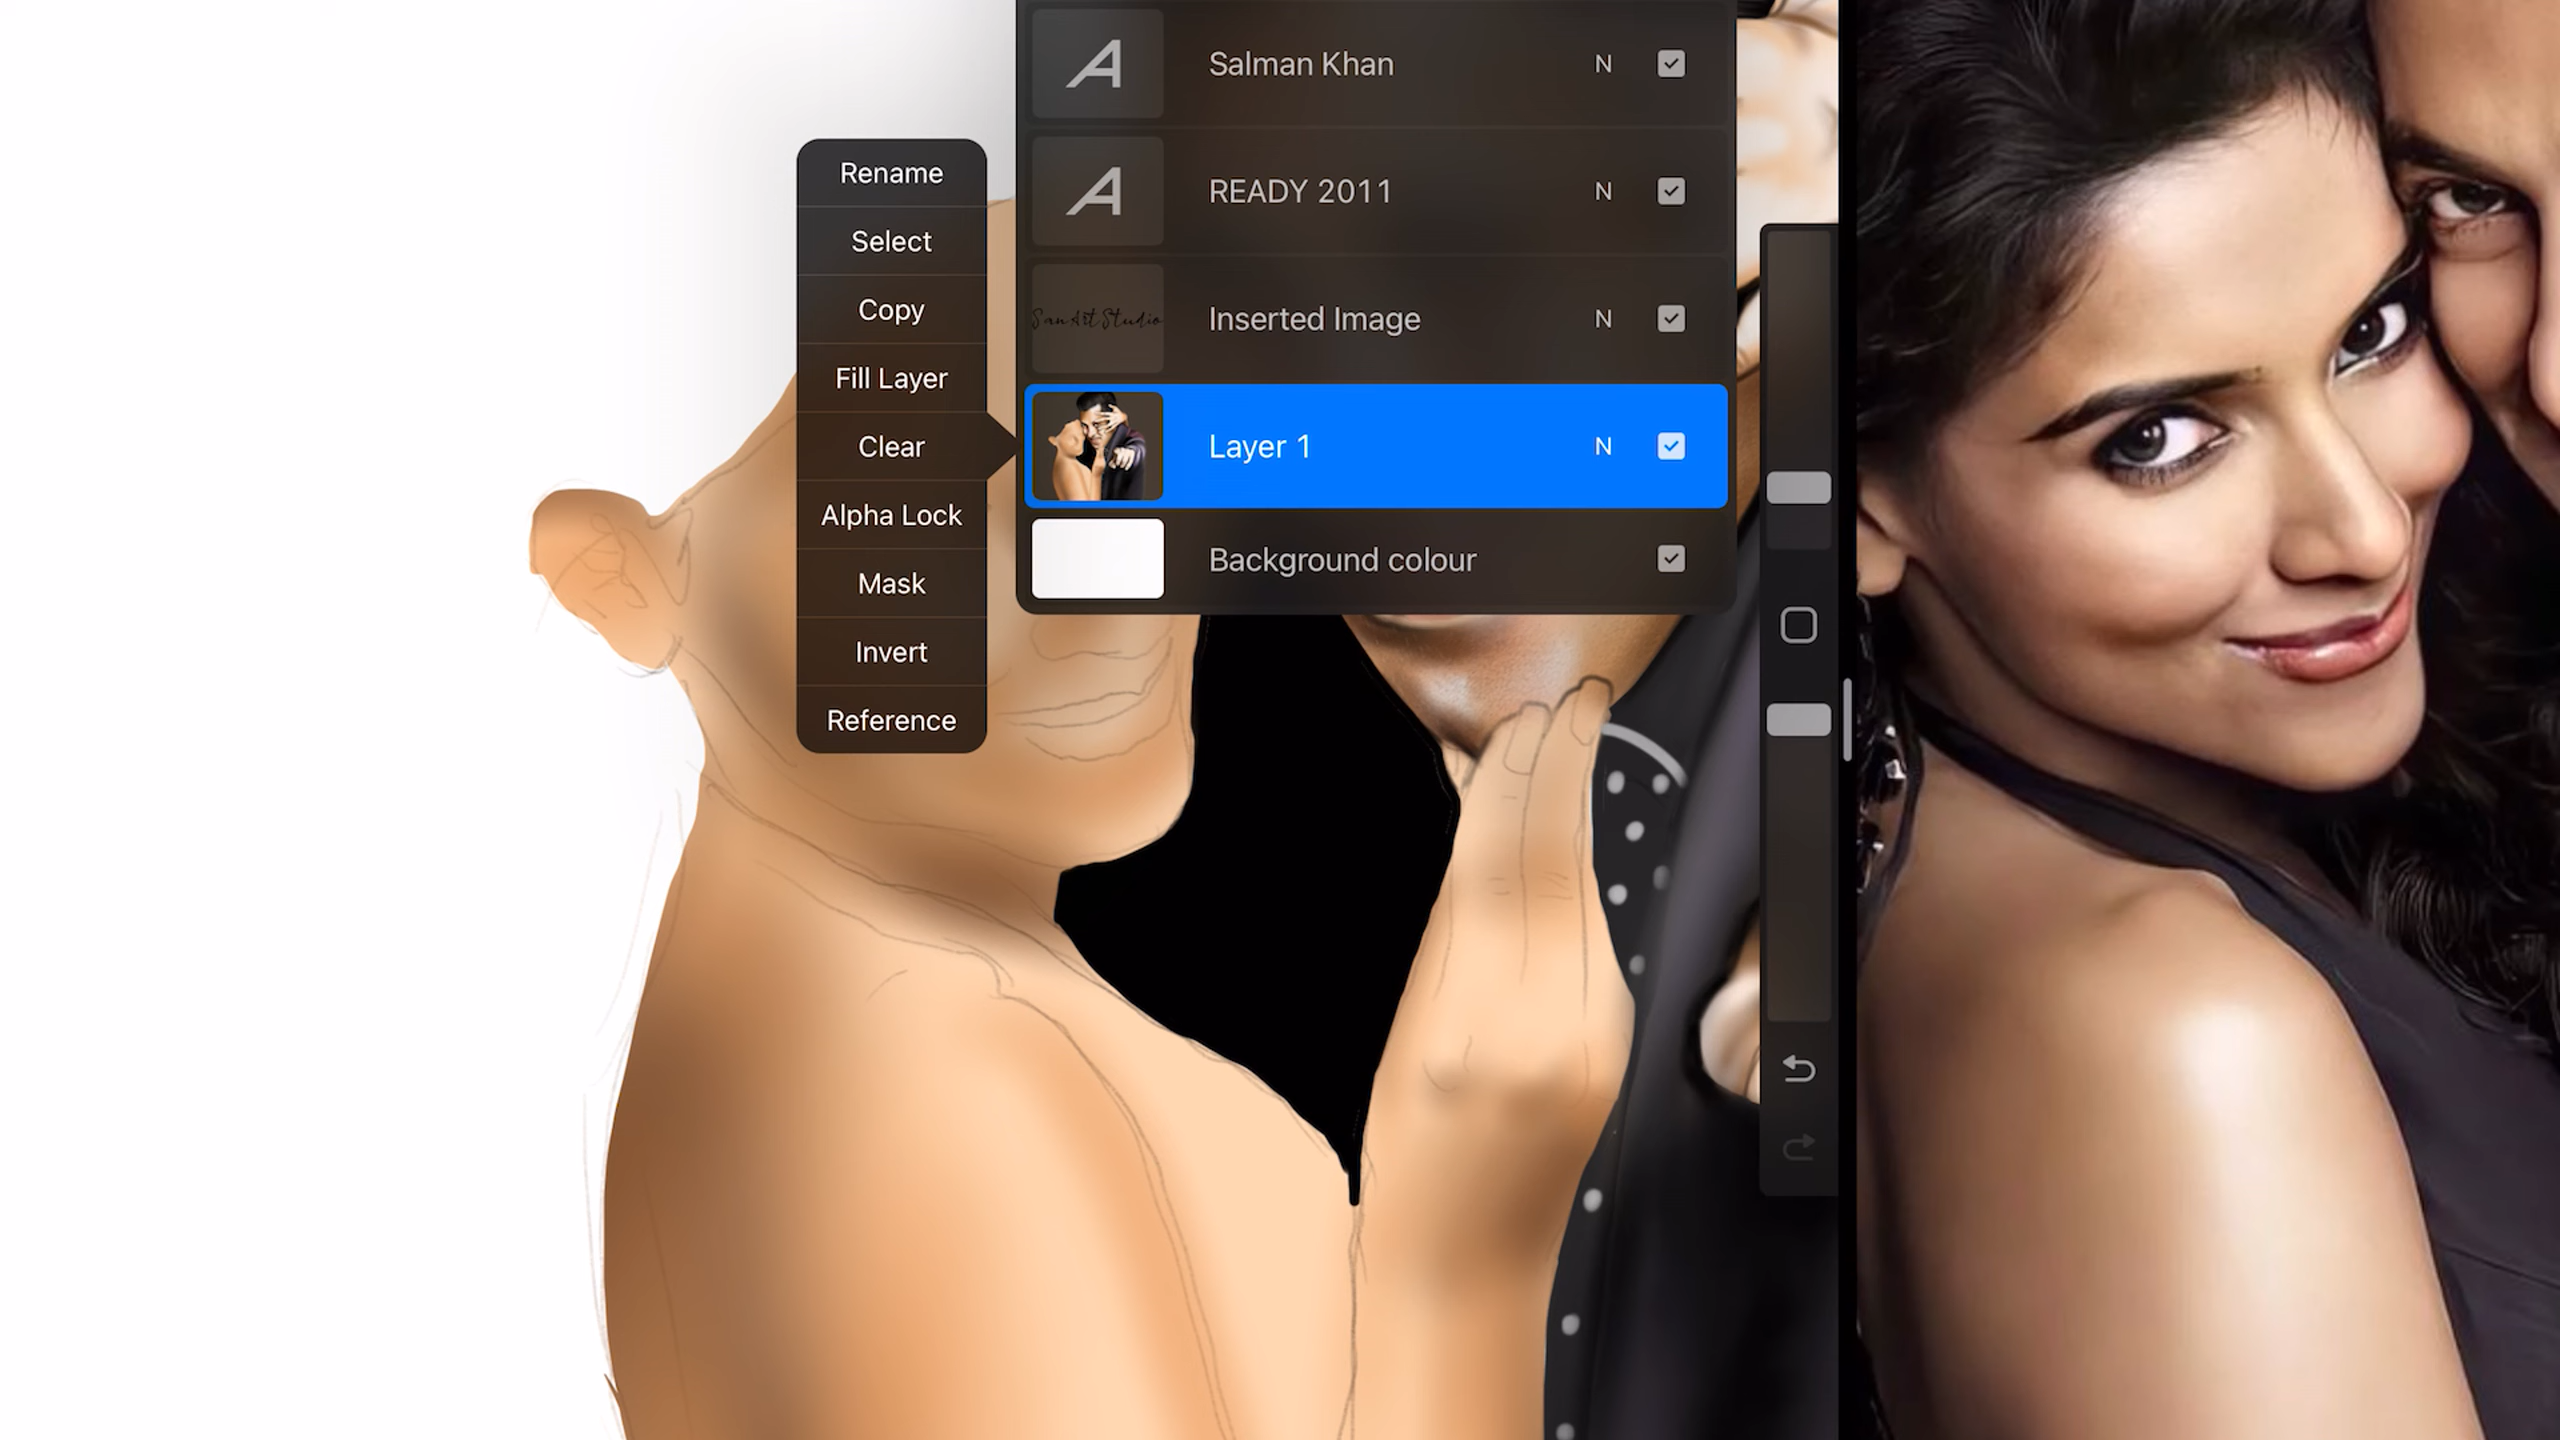 Salman Khan N
READY 2011 N
SanArtStudio
Inserted Image N
Layer 1 N
Background colour
Rename
Select
Copy
Fill Layer
Clear
Alpha Lock
Mask
Invert
Reference